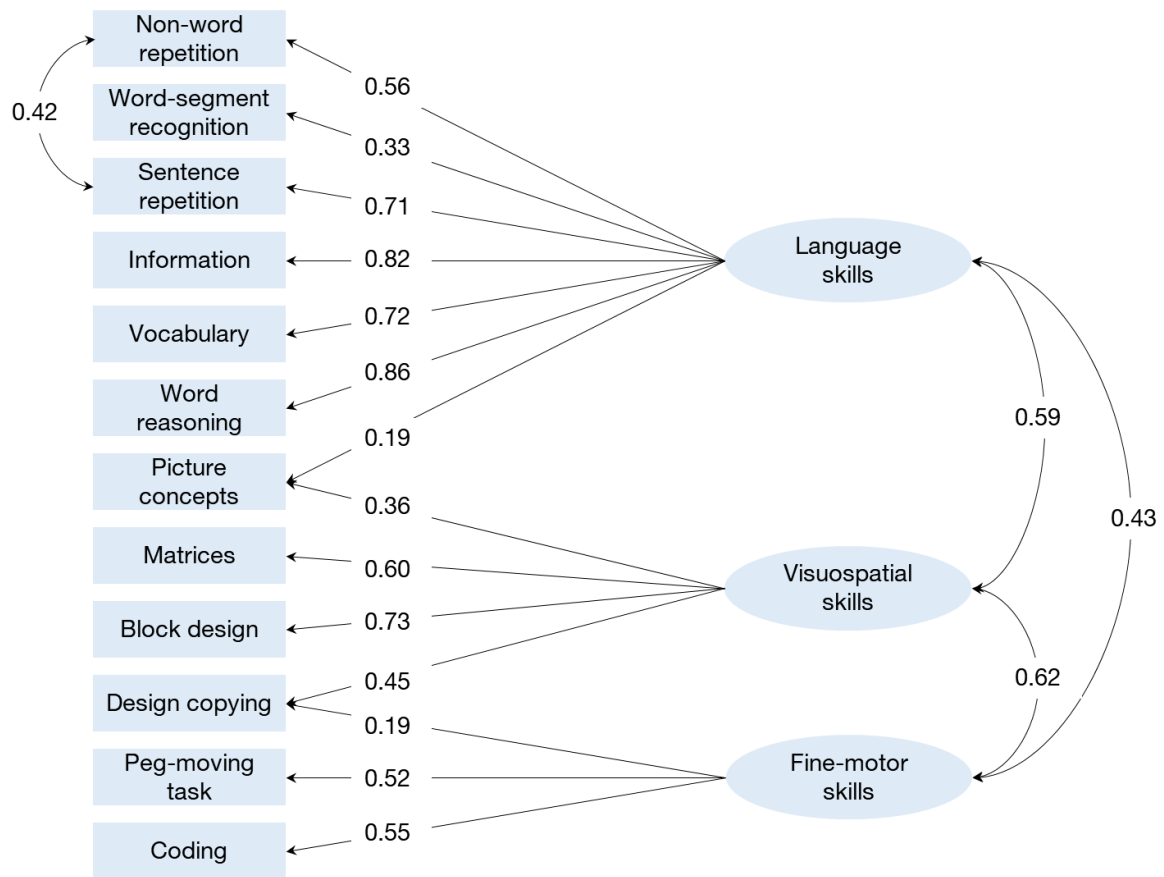 Non-word
repetition
0.56
0.42
Word-segment
recognition
0.33
Sentence
repetition
0.71
Information
0.82
Language
skills
Vocabulary
0.72
Word
reasoning
0.86
0.59
0.19
Picture
concepts
0.36
0.43
Matrices
0.60
Visuospatial
skills
Block design
0.73
0.62
0.45
Design copying
0.19
Peg-moving
task
0.52
Fine-motor
skills
0.55
Coding